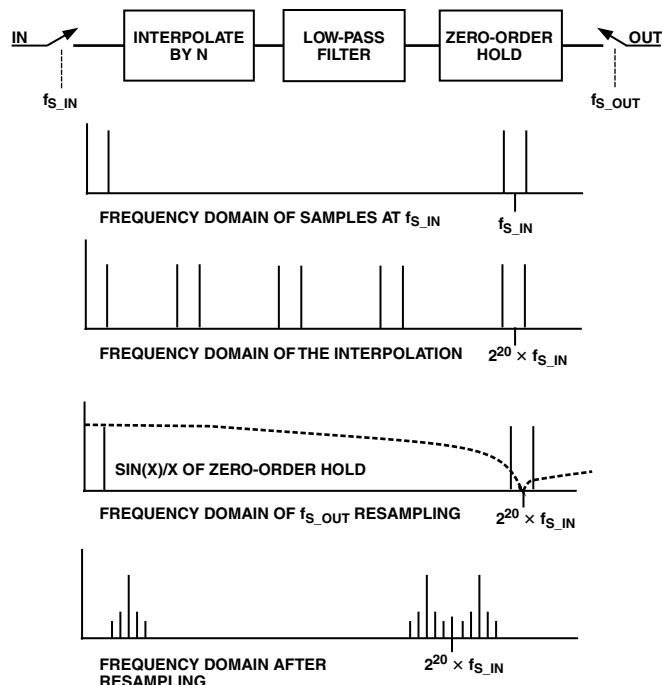 IN
INTERPOLATE
BY N
LOW-PASS
FILTER
ZERO-ORDER
HOLD
OUT
fS_IN
fS_OUT
FREQUENCY DOMAIN OF SAMPLES AT fS_IN
fS_IN
FREQUENCY DOMAIN OF THE INTERPOLATION
2^20 × fS_IN
SIN(X)/X OF ZERO-ORDER HOLD
FREQUENCY DOMAIN OF fS_OUT RESAMPLING
2^20 × fS_IN
FREQUENCY DOMAIN AFTER
RESAMPLING
2^20 × fS_IN